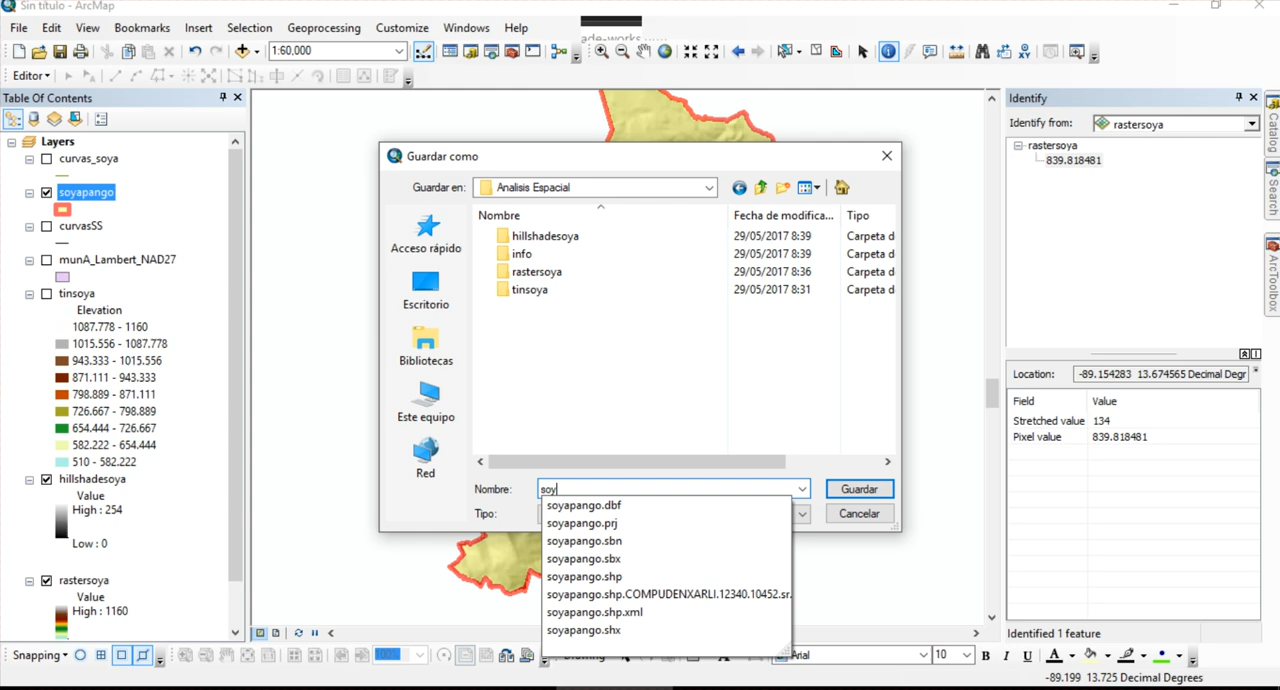 Sin título - ArcMap
File Edit View Bookmarks Insert Selection Geoprocessing Customize Windows Help
1:60,000
Editor
Table Of Contents
Layers
curvas_soya
soyapango
curvasSS
munA_Lambert_NAD27
tinsoya
Elevation
1087.778 - 1160
1015.556 - 1087.778
943.333 - 1015.556
871.111 - 943.333
798.889 - 871.111
726.667 - 798.889
654.444 - 726.667
582.222 - 654.444
510 - 582.222
hillshadesoya
Value
High : 254
Low : 0
rastersoya
Value
High : 1160
Guardar como
Guardar en: Analisis Espacial
Acceso rápido
Escritorio
Bibliotecas
Este equipo
Red
Nombre Fecha de modifica... Tipo
hillshadesoya 29/05/2017 8:39 Carpeta d
info 29/05/2017 8:39 Carpeta d
rastersoya 29/05/2017 8:36 Carpeta d
tinsoya 29/05/2017 8:31 Carpeta d
Nombre: soy Guardar
Tipo: Cancelar
soyapango.dbf
soyapango.prj
soyapango.sbn
soyapango.sbx
soyapango.shp
soyapango.shp.COMPUDENXARLI.12340.10452.sr.
soyapango.shp.xml
soyapango.shx
Identify
Identify from: rastersoya
rastersoya
839.818481
Location: -89.154283 13.674565 Decimal Degr
Field Value
Stretched value 134
Pixel value 839.818481
Identified 1 feature
Catalog
Search
ArcToolbox
Snapping 100% Arial 10 B I U A
-89.199 13.725 Decimal Degrees